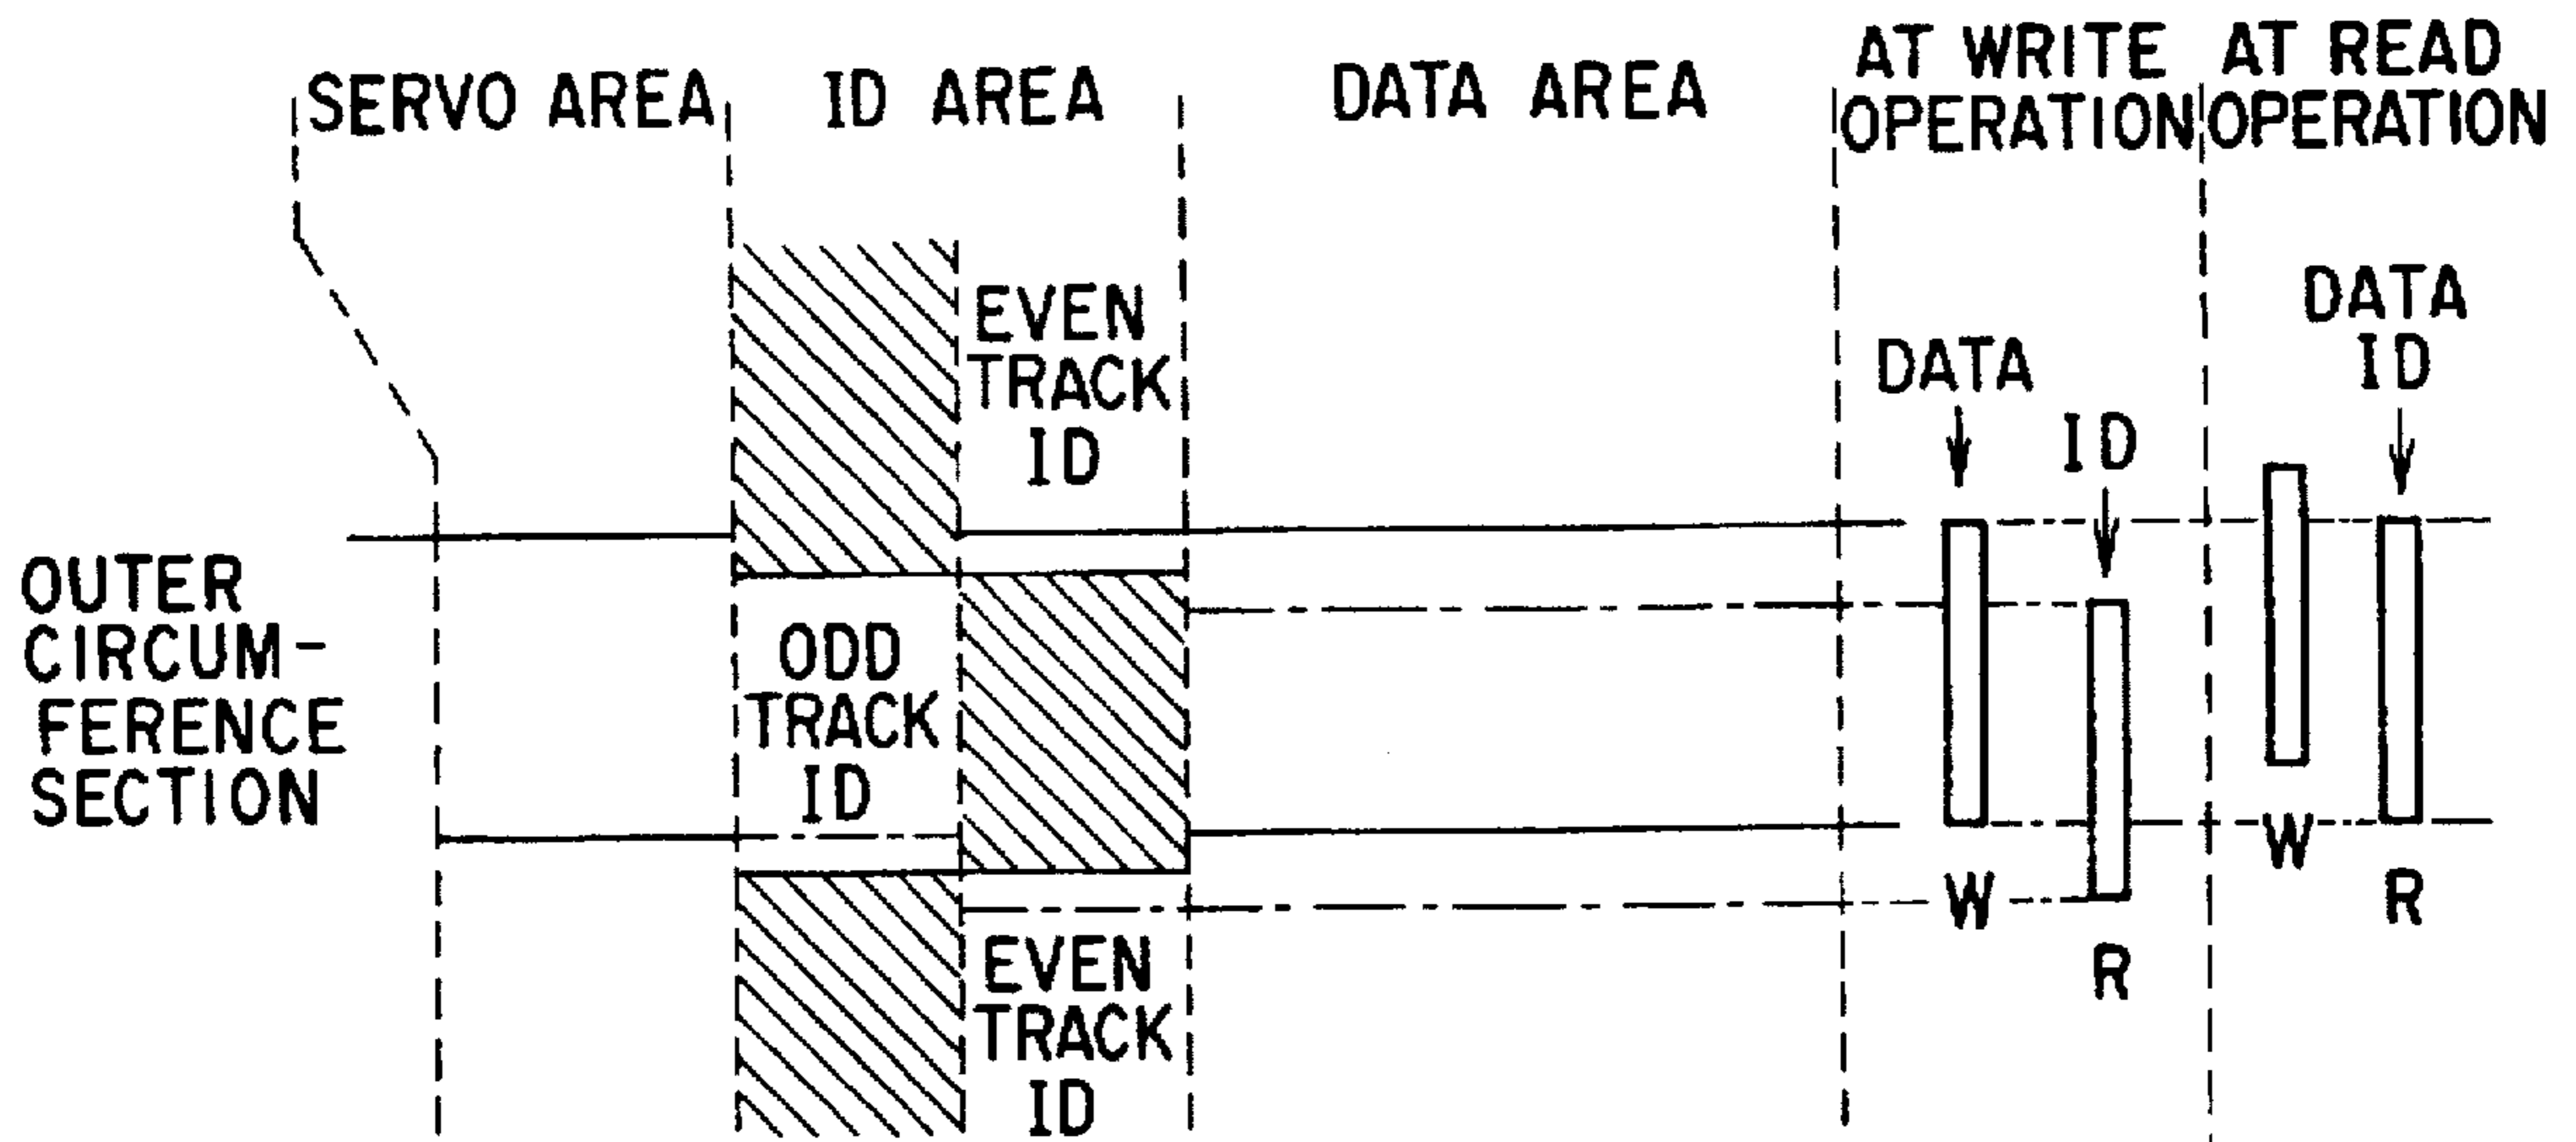 SERVO AREA
ID AREA
DATA AREA
AT WRITE
OPERATION
AT READ
OPERATION
EVEN
TRACK
ID
DATA
ID
DATA
ID
OUTER
CIRCUM-
FERENCE
SECTION
ODD
TRACK
ID
W
R
W
R
EVEN
TRACK
ID